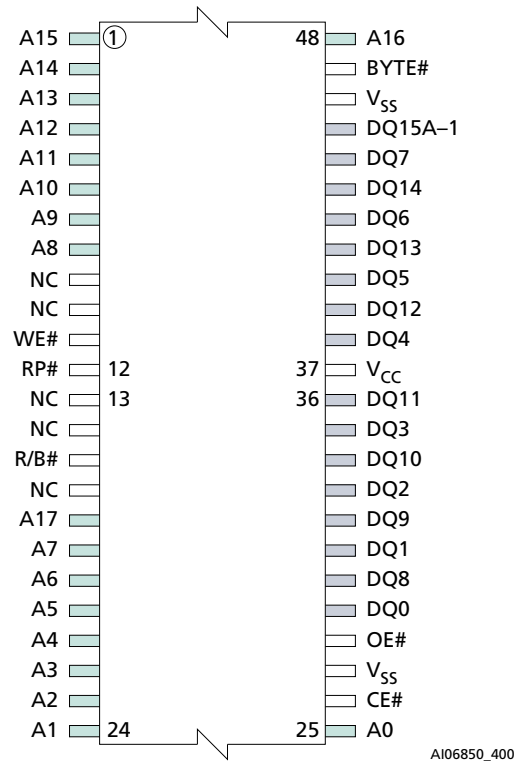 A15 1 48 A16
A14 BYTE#
A13 VSS
A12 DQ15A–1
A11 DQ7
A10 DQ14
A9 DQ6
A8 DQ13
NC DQ5
NC DQ12
WE# DQ4
RP# 12 37 VCC
NC 13 36 DQ11
NC DQ3
R/B# DQ10
NC DQ2
A17 DQ9
A7 DQ1
A6 DQ8
A5 DQ0
A4 OE#
A3 VSS
A2 CE#
A1 24 25 A0
AI06850_400